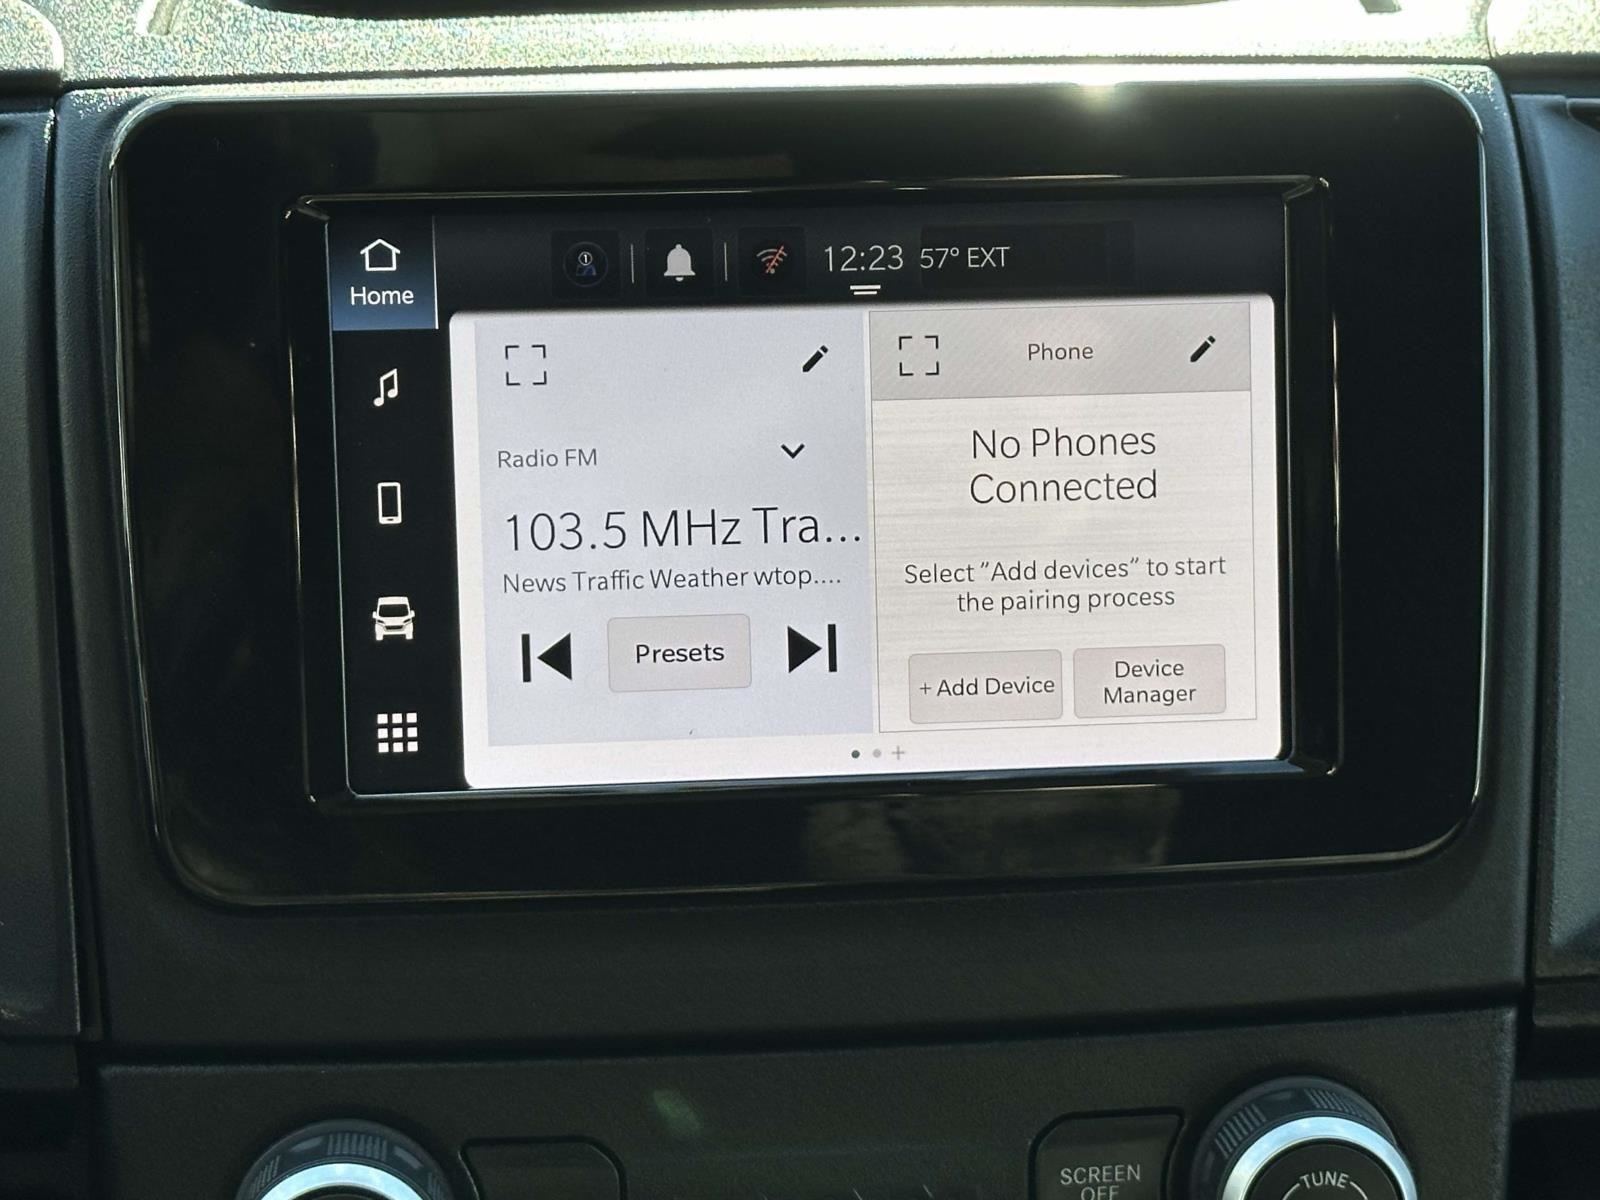 Home
1
12:23 57° EXT
Radio FM
103.5 MHz Tra...
News Traffic Weather wtop....
Presets
Phone
No Phones
Connected
Select "Add devices" to start
the pairing process
+ Add Device
Device
Manager
SCREEN
OFF
TUNE